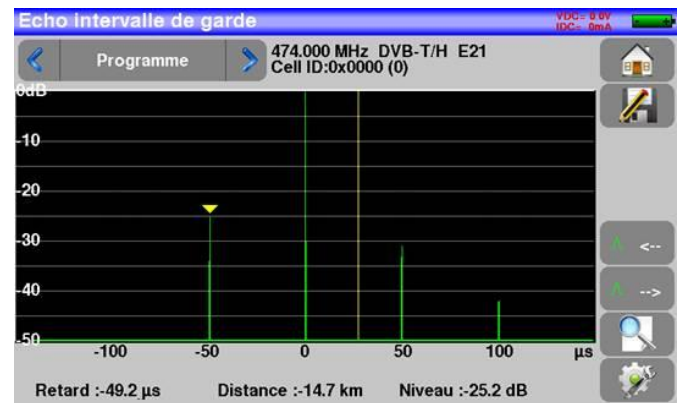 Echo intervalle de garde
VDC= 0.0V
IDC= 0mA
Programme
474.000 MHz DVB-T/H E21
Cell ID:0x0000 (0)
0dB
-10
-20
-30
-40
-50
-100 -50 0 50 100 µs
<--
-->
Retard :-49.2 µs Distance :-14.7 km Niveau :-25.2 dB